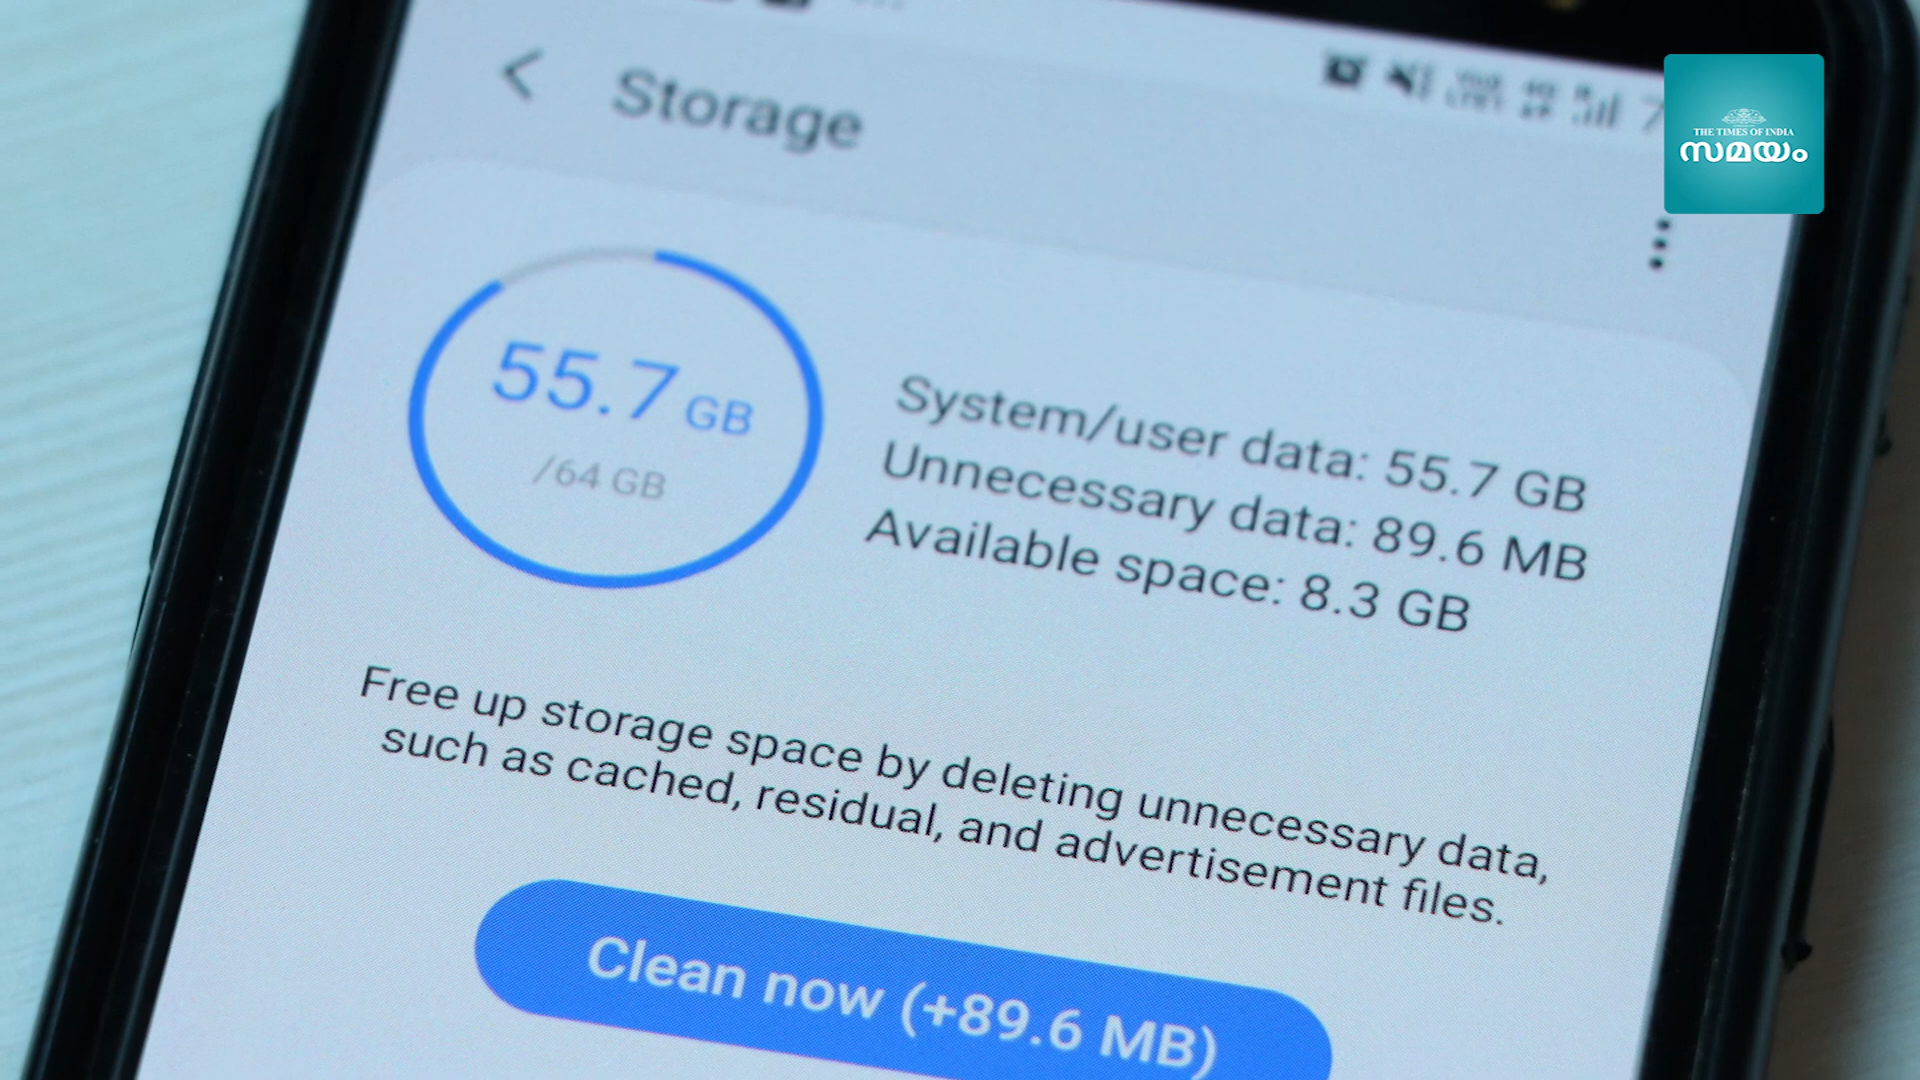 Storage
THE TIMES OF INDIA
സമയം
55.7 GB
/64 GB
System/user data: 55.7 GB
Unnecessary data: 89.6 MB
Available space: 8.3 GB
Free up storage space by deleting unnecessary data,
such as cached, residual, and advertisement files.
Clean now (+89.6 MB)